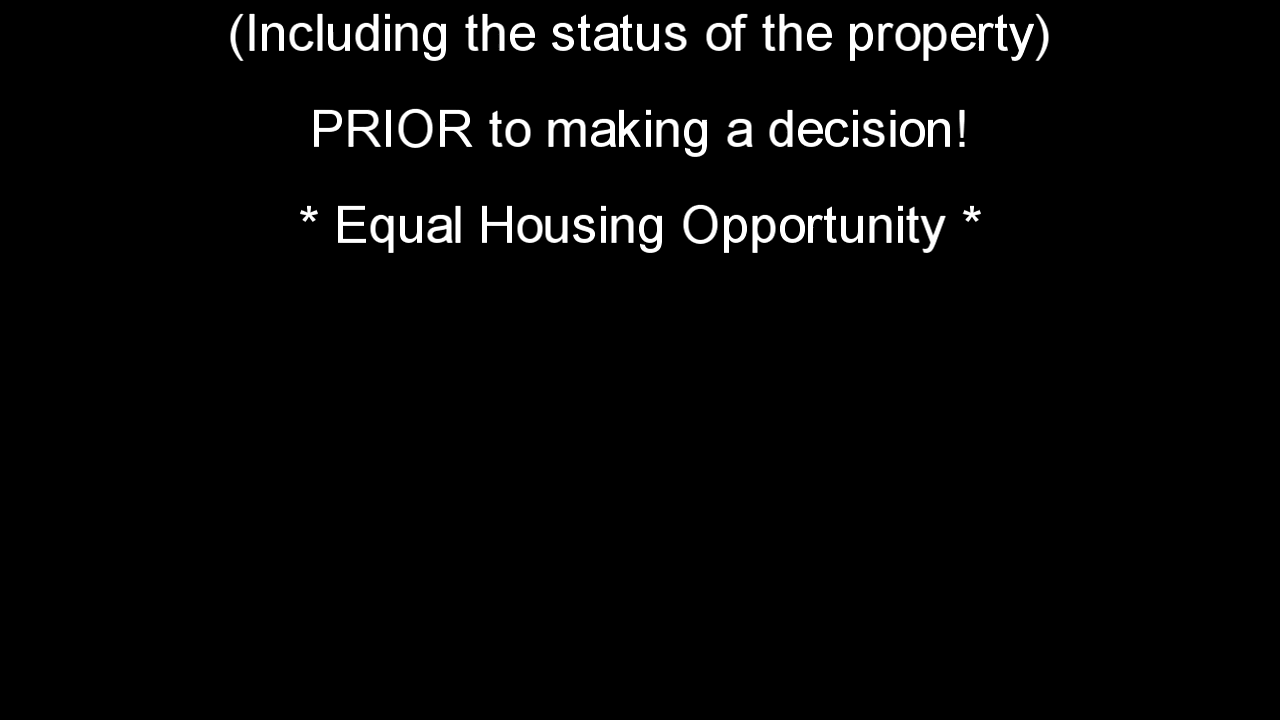 (Including the status of the property)
PRIOR to making a decision!
* Equal Housing Opportunity *